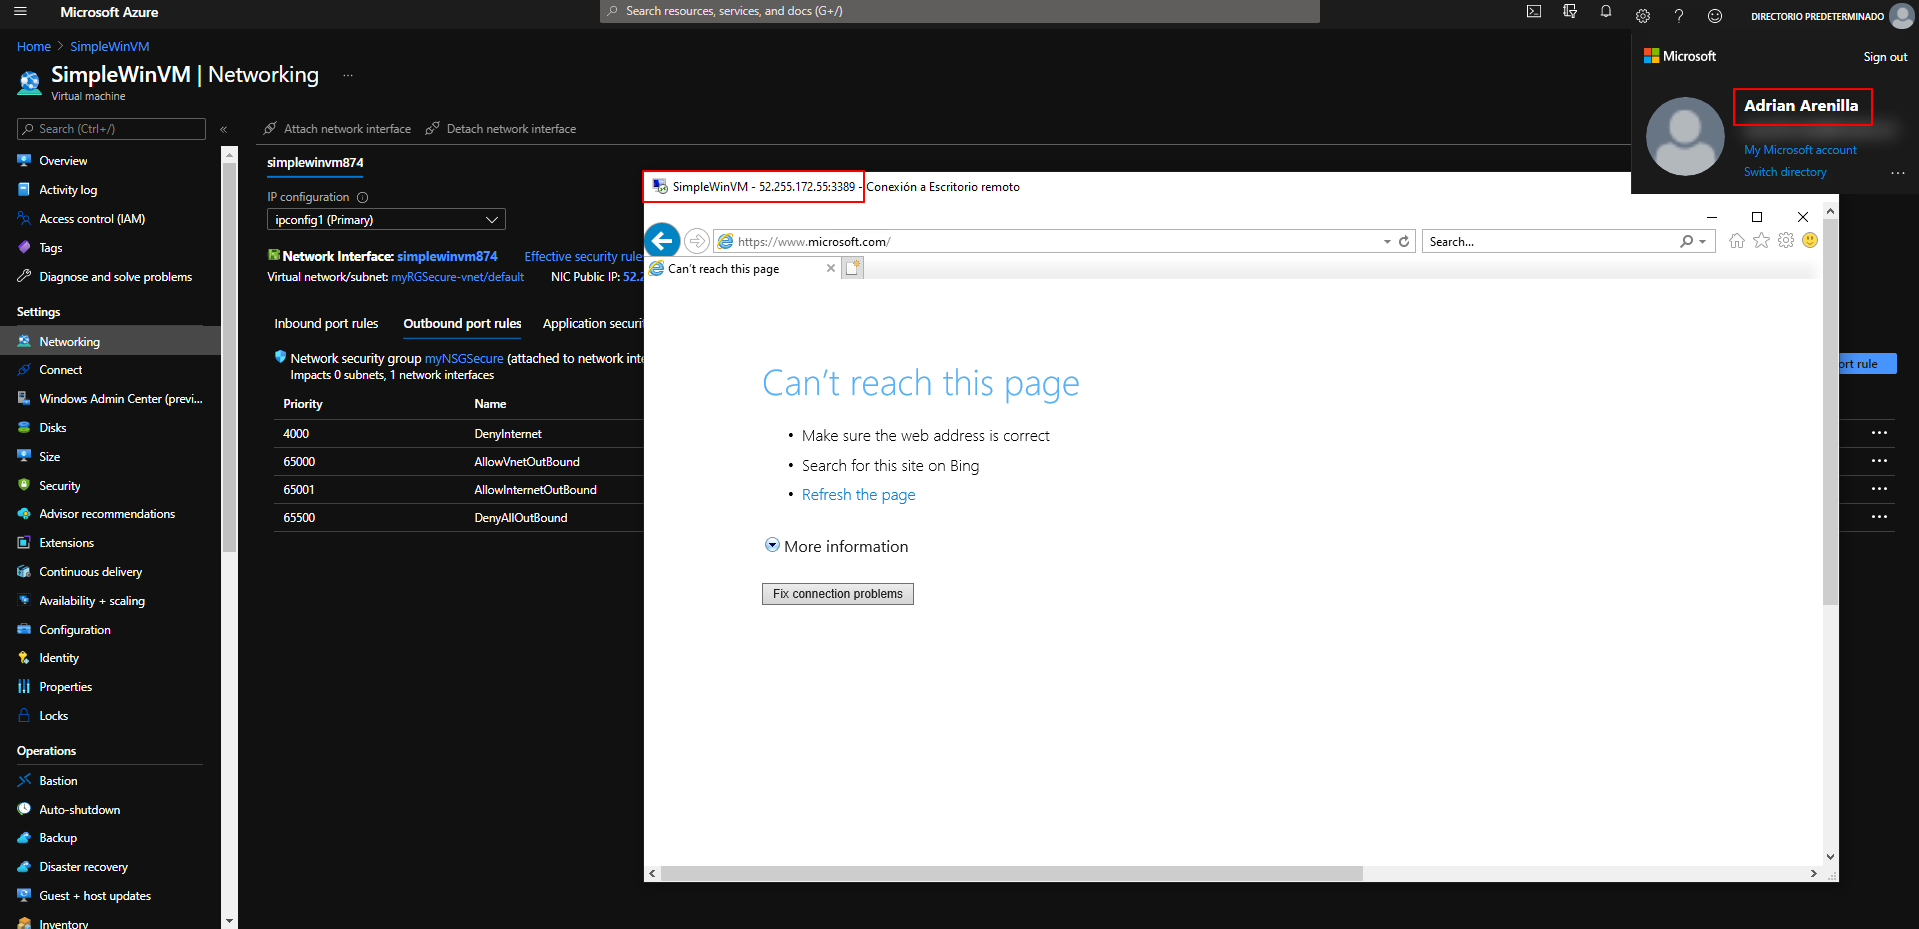 Microsoft Azure
Search resources, services, and docs (G+/)
DIRECTORIO PREDETERMINADO
Home > SimpleWinVM
SimpleWinVM | Networking ...
Virtual machine
Microsoft
Sign out
Adrian Arenilla
My Microsoft account
Switch directory
...
Search (Ctrl+/)
«
Overview
Activity log
Access control (IAM)
Tags
Diagnose and solve problems
Settings
Networking
Connect
Windows Admin Center (previ...
Disks
Size
Security
Advisor recommendations
Extensions
Continuous delivery
Availability + scaling
Configuration
Identity
Properties
Locks
Operations
Bastion
Auto-shutdown
Backup
Disaster recovery
Guest + host updates
Inventory
Attach network interface
Detach network interface
simplewinvm874
IP configuration
ipconfig1 (Primary)
Network Interface: simplewinvm874
Effective security rule
Virtual network/subnet: myRGSecure-vnet/default
NIC Public IP: 52.2
Inbound port rules
Outbound port rules
Application securi
Network security group myNSGSecure (attached to network inte
Impacts 0 subnets, 1 network interfaces
ort rule
Priority
Name
4000
DenyInternet
...
65000
AllowVnetOutBound
...
65001
AllowInternetOutBound
...
65500
DenyAllOutBound
...
SimpleWinVM - 52.255.172.55:3389 - Conexión a Escritorio remoto
https://www.microsoft.com/
Search...
Can't reach this page
Can't reach this page
• Make sure the web address is correct
• Search for this site on Bing
• Refresh the page
More information
Fix connection problems